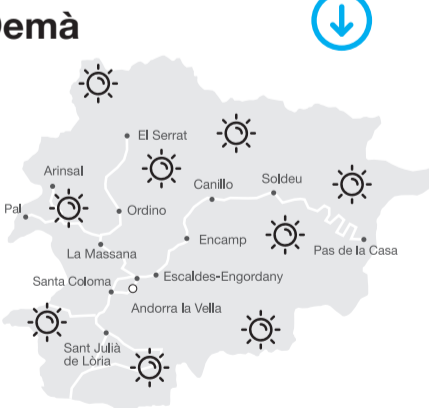 El Serrat
Arinsal
Canillo
Soldeu
Pal
Ordino
Encamp
Pas de la Casa
La Massana
Escaldes-Engordany
Santa Coloma
Andorra la Vella
Sant Julià
de Lòria